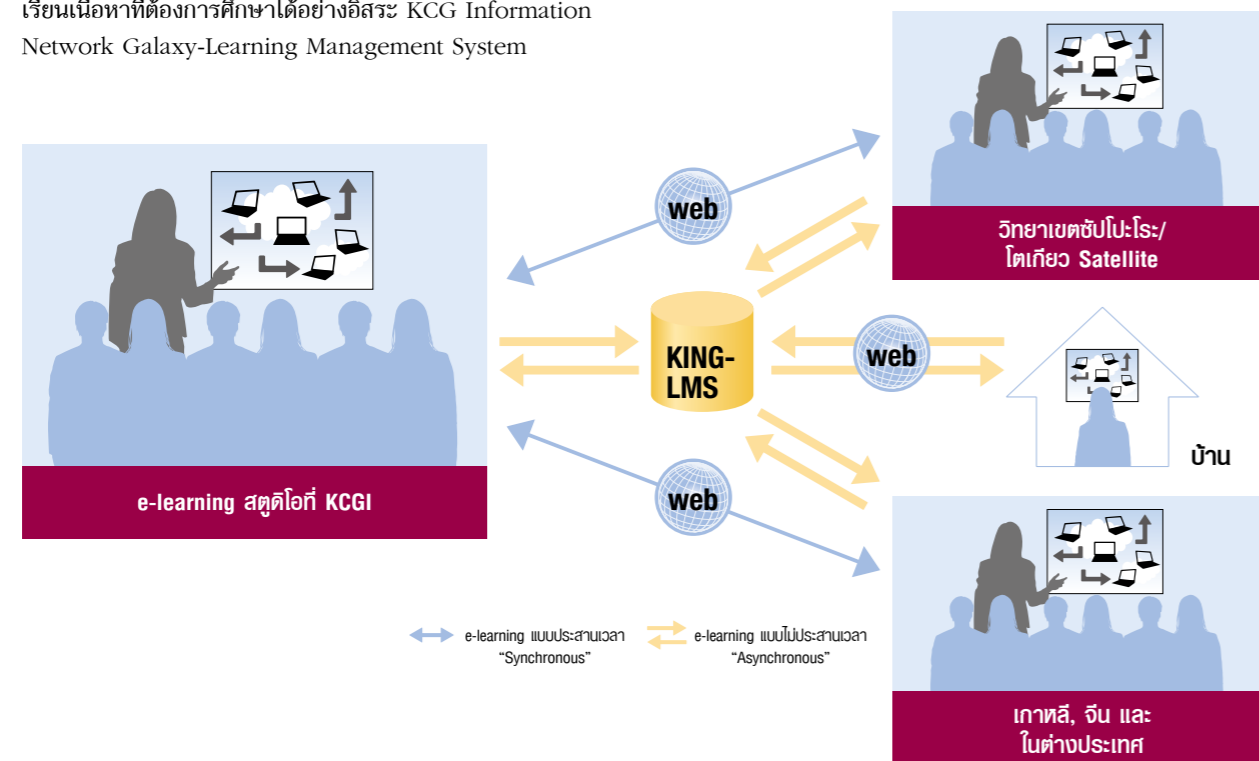 เรียนเนื้อหาที่ต้องการศึกษาได้อย่างอิสระ KCG Information
Network Galaxy-Learning Management System
web
วิทยาเขตซัปโปะโระ/
โตเกียว Satellite
KING-
LMS
web
บ้าน
e-learning สตูดิโอที่ KCGI
web
e-learning แบบประสานเวลา
“Synchronous”
e-learning แบบไม่ประสานเวลา
“Asynchronous”
เกาหลี, จีน และ
ในต่างประเทศ